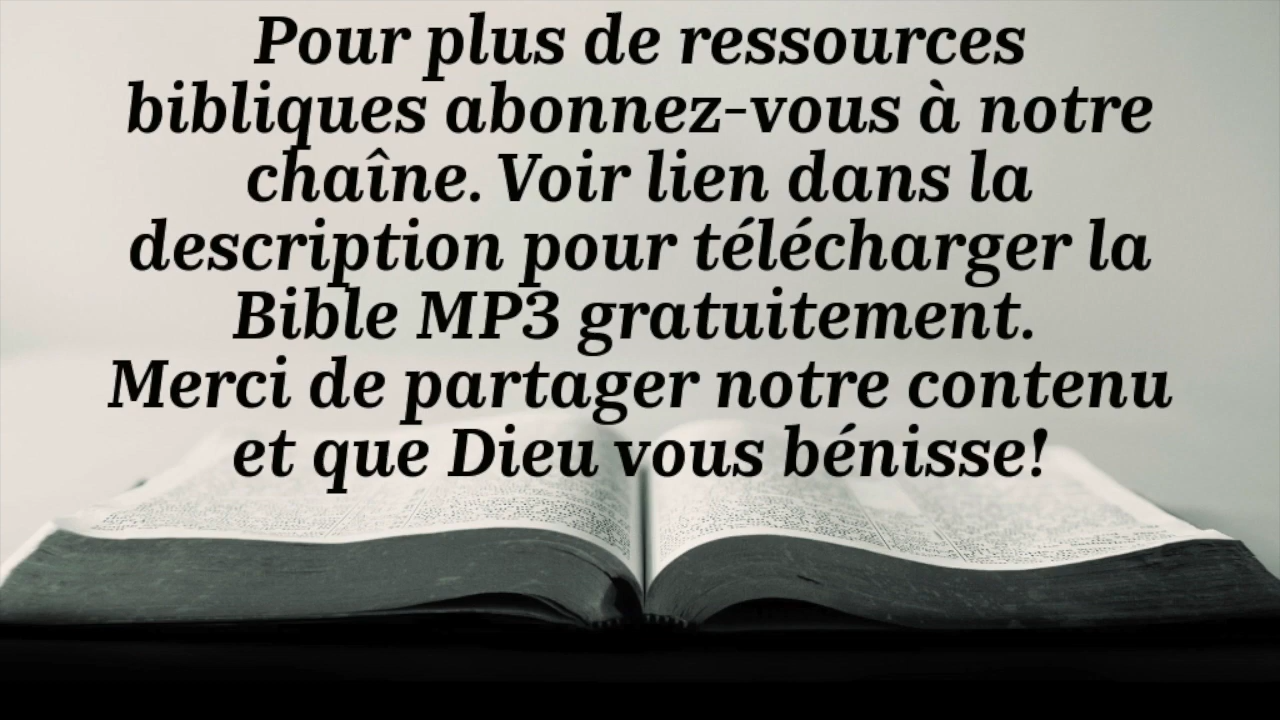 Pour plus de ressources
bibliques abonnez-vous à notre
chaîne. Voir lien dans la
description pour télécharger la
Bible MP3 gratuitement.
Merci de partager notre contenu
et que Dieu vous bénisse!